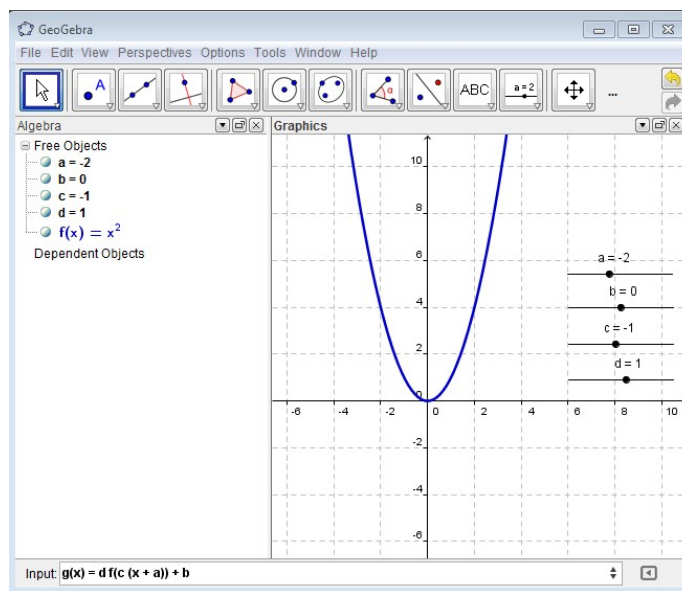 GeoGebra
File Edit View Perspectives Options Tools Window Help
A
α
ABC
a = 2
...
Algebra
Graphics
Free Objects
a = -2
b = 0
c = -1
d = 1
f(x) = x²
Dependent Objects
10
8
6
4
2
0
-2
-4
-6
-6 -4 -2 0 2 4 6 8 10
a = -2
b = 0
c = -1
d = 1
Input: g(x) = d f(c (x + a)) + b